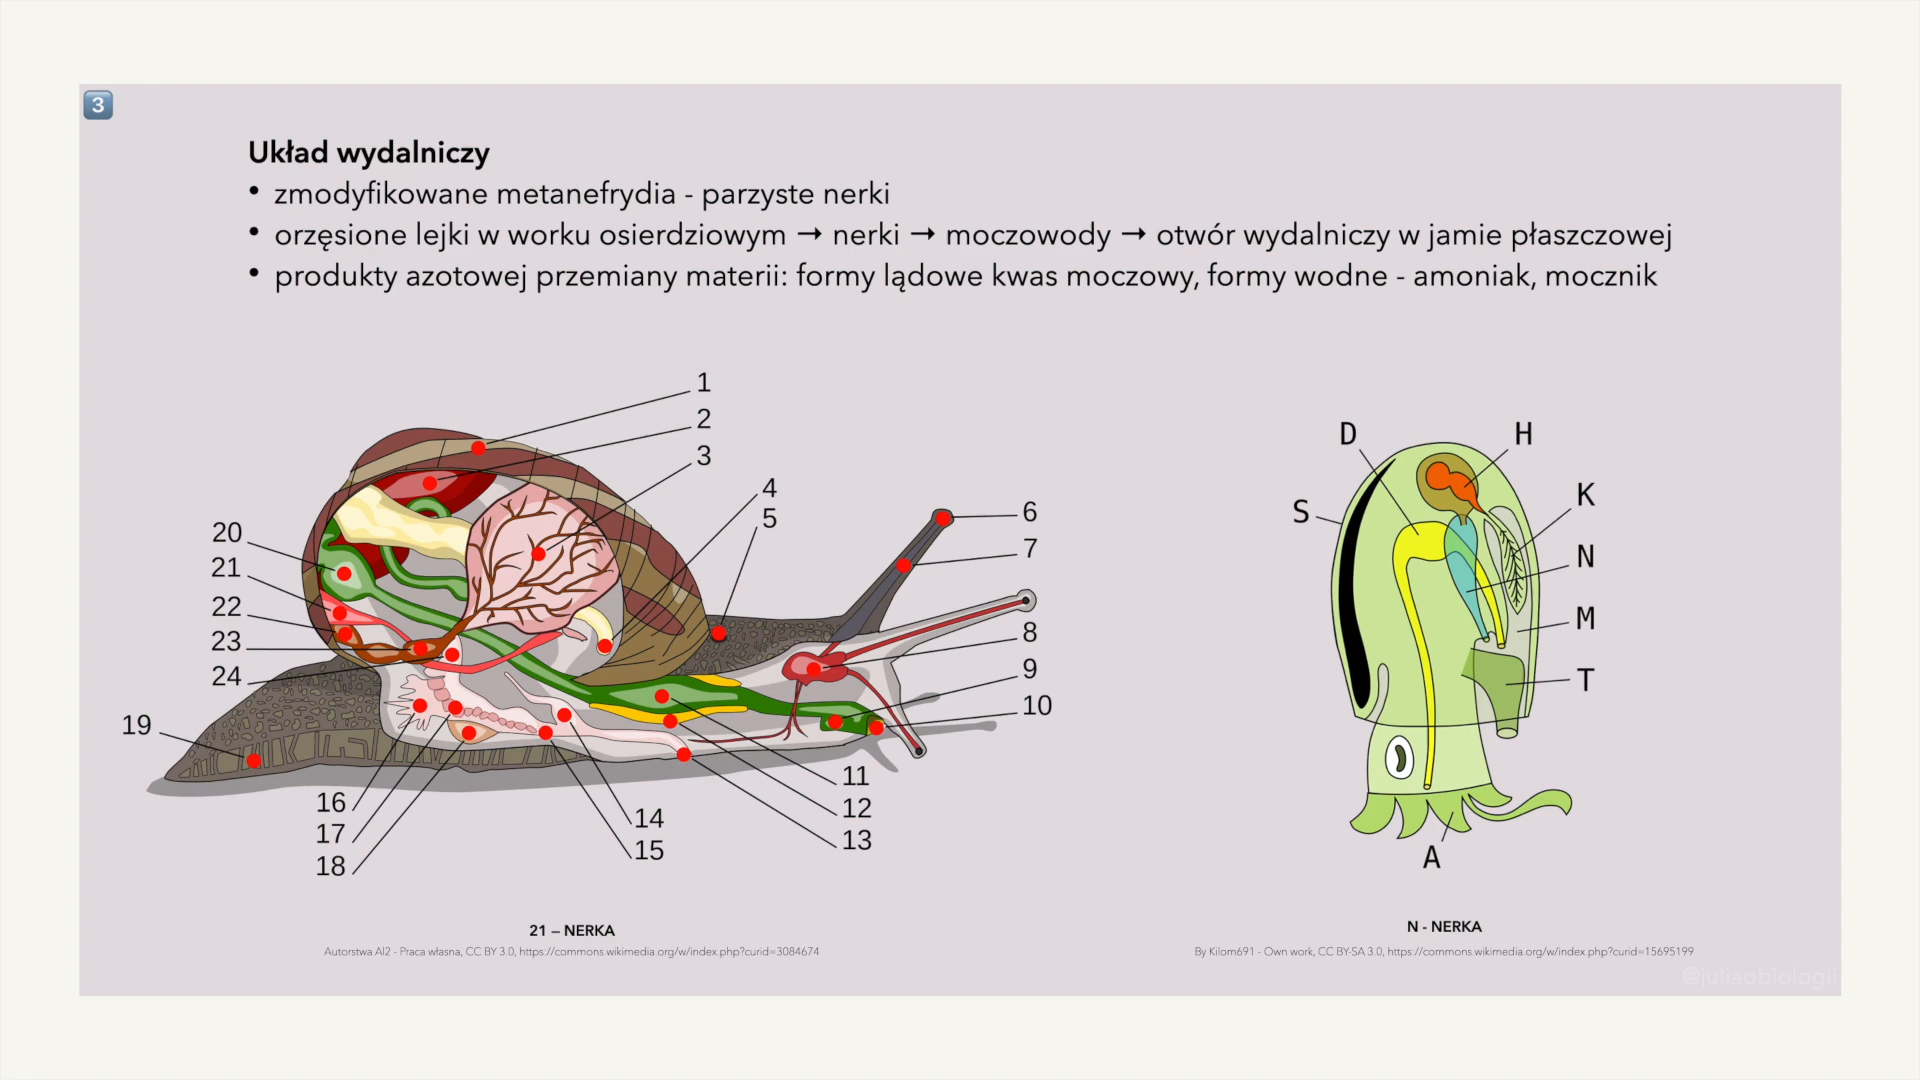 3
Układ wydalniczy
• zmodyfikowane metanefrydia - parzyste nerki
• orzęsione lejki w worku osierdziowym → nerki → moczowody → otwór wydalniczy w jamie płaszczowej
• produkty azotowej przemiany materii: formy lądowe kwas moczowy, formy wodne - amoniak, mocznik
1
2
3
4
5
6
7
8
9
10
11
12
13
14
15
16
17
18
19
20
21
22
23
24
D
H
S
K
N
M
T
A
21 – NERKA
Autorstwa Al2 - Praca własna, CC BY 3.0, https://commons.wikimedia.org/w/index.php?curid=3084674
N - NERKA
By Kilom691 - Own work, CC BY-SA 3.0, https://commons.wikimedia.org/w/index.php?curid=15695199
@juliaobiologii